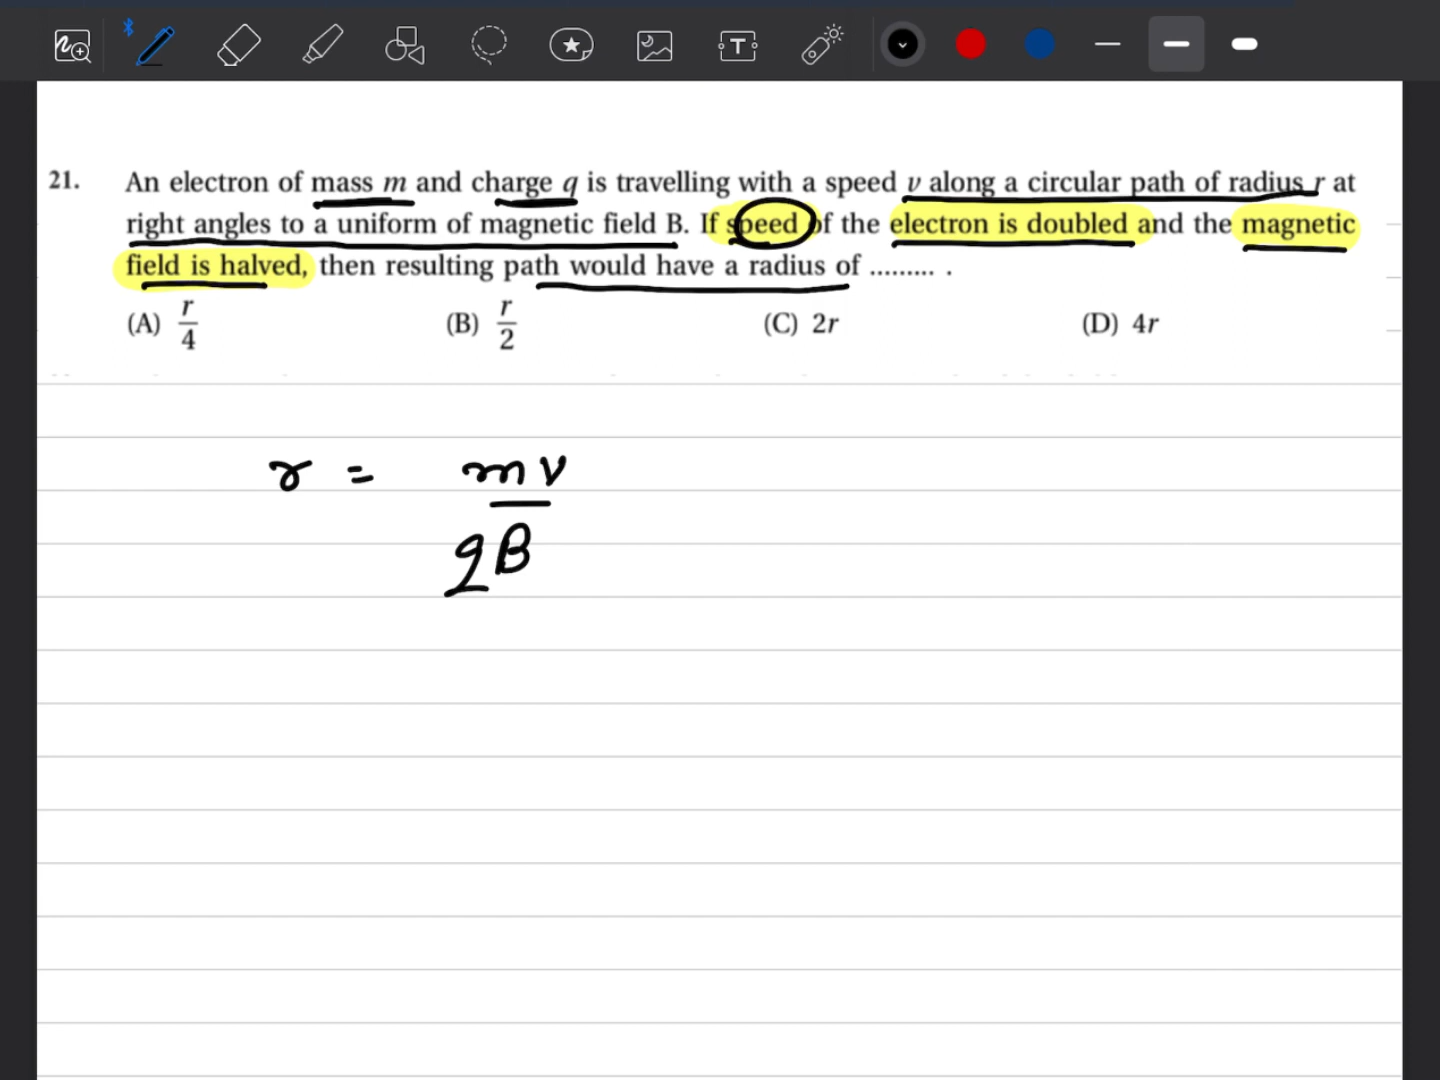 21. An electron of mass m and charge q is travelling with a speed v along a circular path of radius r at
right angles to a uniform of magnetic field B. If speed of the electron is doubled and the magnetic
field is halved, then resulting path would have a radius of ......... .
(A) r/4 (B) r/2 (C) 2r (D) 4r
r = mv
qB